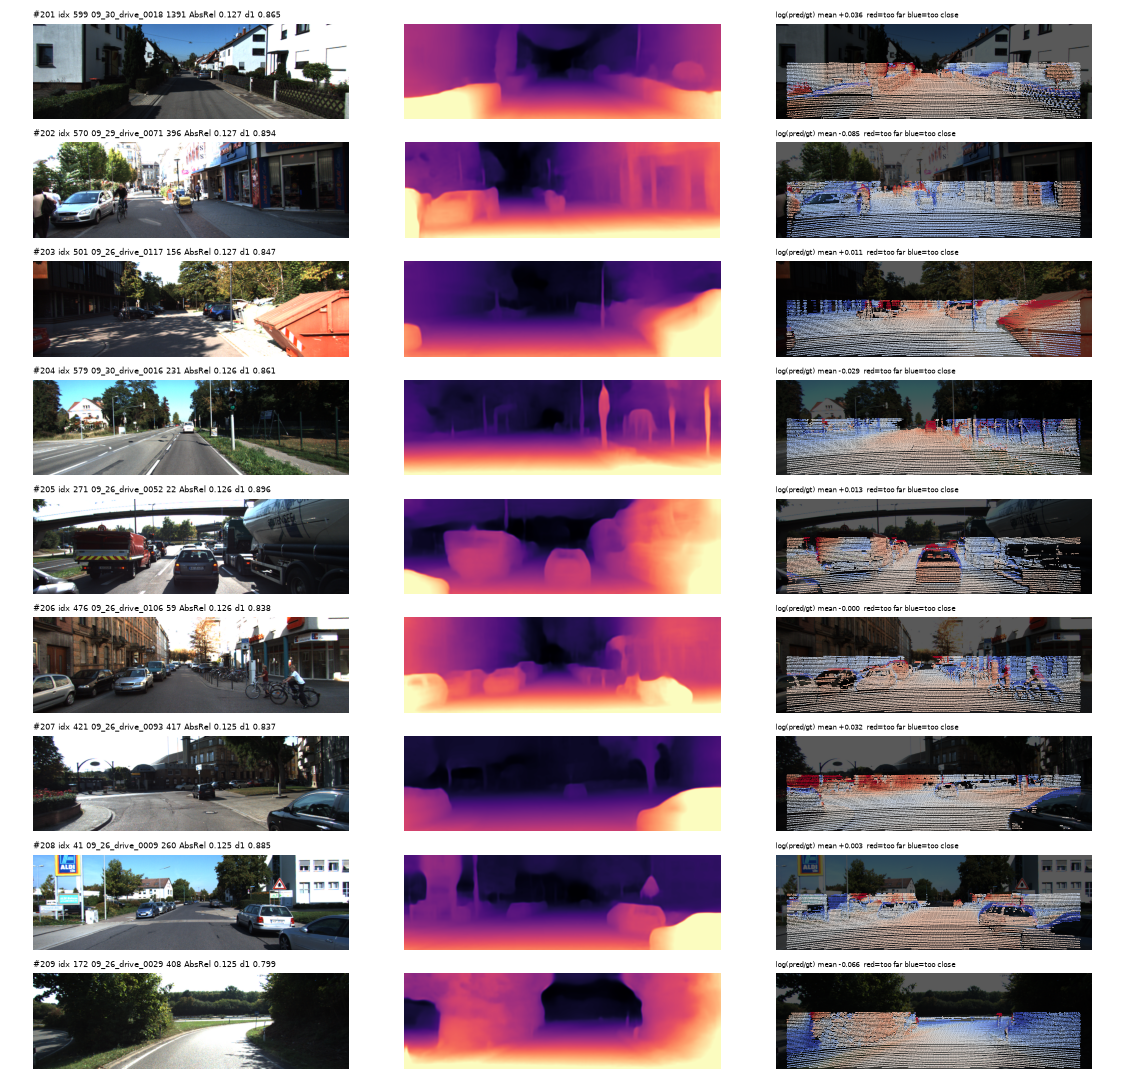 #201 idx 599 09_30_drive_0018 1391 AbsRel 0.127 d1 0.865
log(pred/gt) mean +0.036 red=too far blue=too close
#202 idx 570 09_29_drive_0071 396 AbsRel 0.127 d1 0.894
log(pred/gt) mean -0.085 red=too far blue=too close
#203 idx 501 09_26_drive_0117 156 AbsRel 0.127 d1 0.847
log(pred/gt) mean +0.011 red=too far blue=too close
#204 idx 579 09_30_drive_0016 231 AbsRel 0.126 d1 0.861
log(pred/gt) mean -0.029 red=too far blue=too close
#205 idx 271 09_26_drive_0052 22 AbsRel 0.126 d1 0.896
log(pred/gt) mean +0.013 red=too far blue=too close
#206 idx 476 09_26_drive_0106 59 AbsRel 0.126 d1 0.838
log(pred/gt) mean -0.000 red=too far blue=too close
#207 idx 421 09_26_drive_0093 417 AbsRel 0.125 d1 0.837
log(pred/gt) mean +0.032 red=too far blue=too close
#208 idx 41 09_26_drive_0009 260 AbsRel 0.125 d1 0.885
log(pred/gt) mean +0.003 red=too far blue=too close
ALDI
#209 idx 172 09_26_drive_0029 408 AbsRel 0.125 d1 0.799
log(pred/gt) mean -0.066 red=too far blue=too close